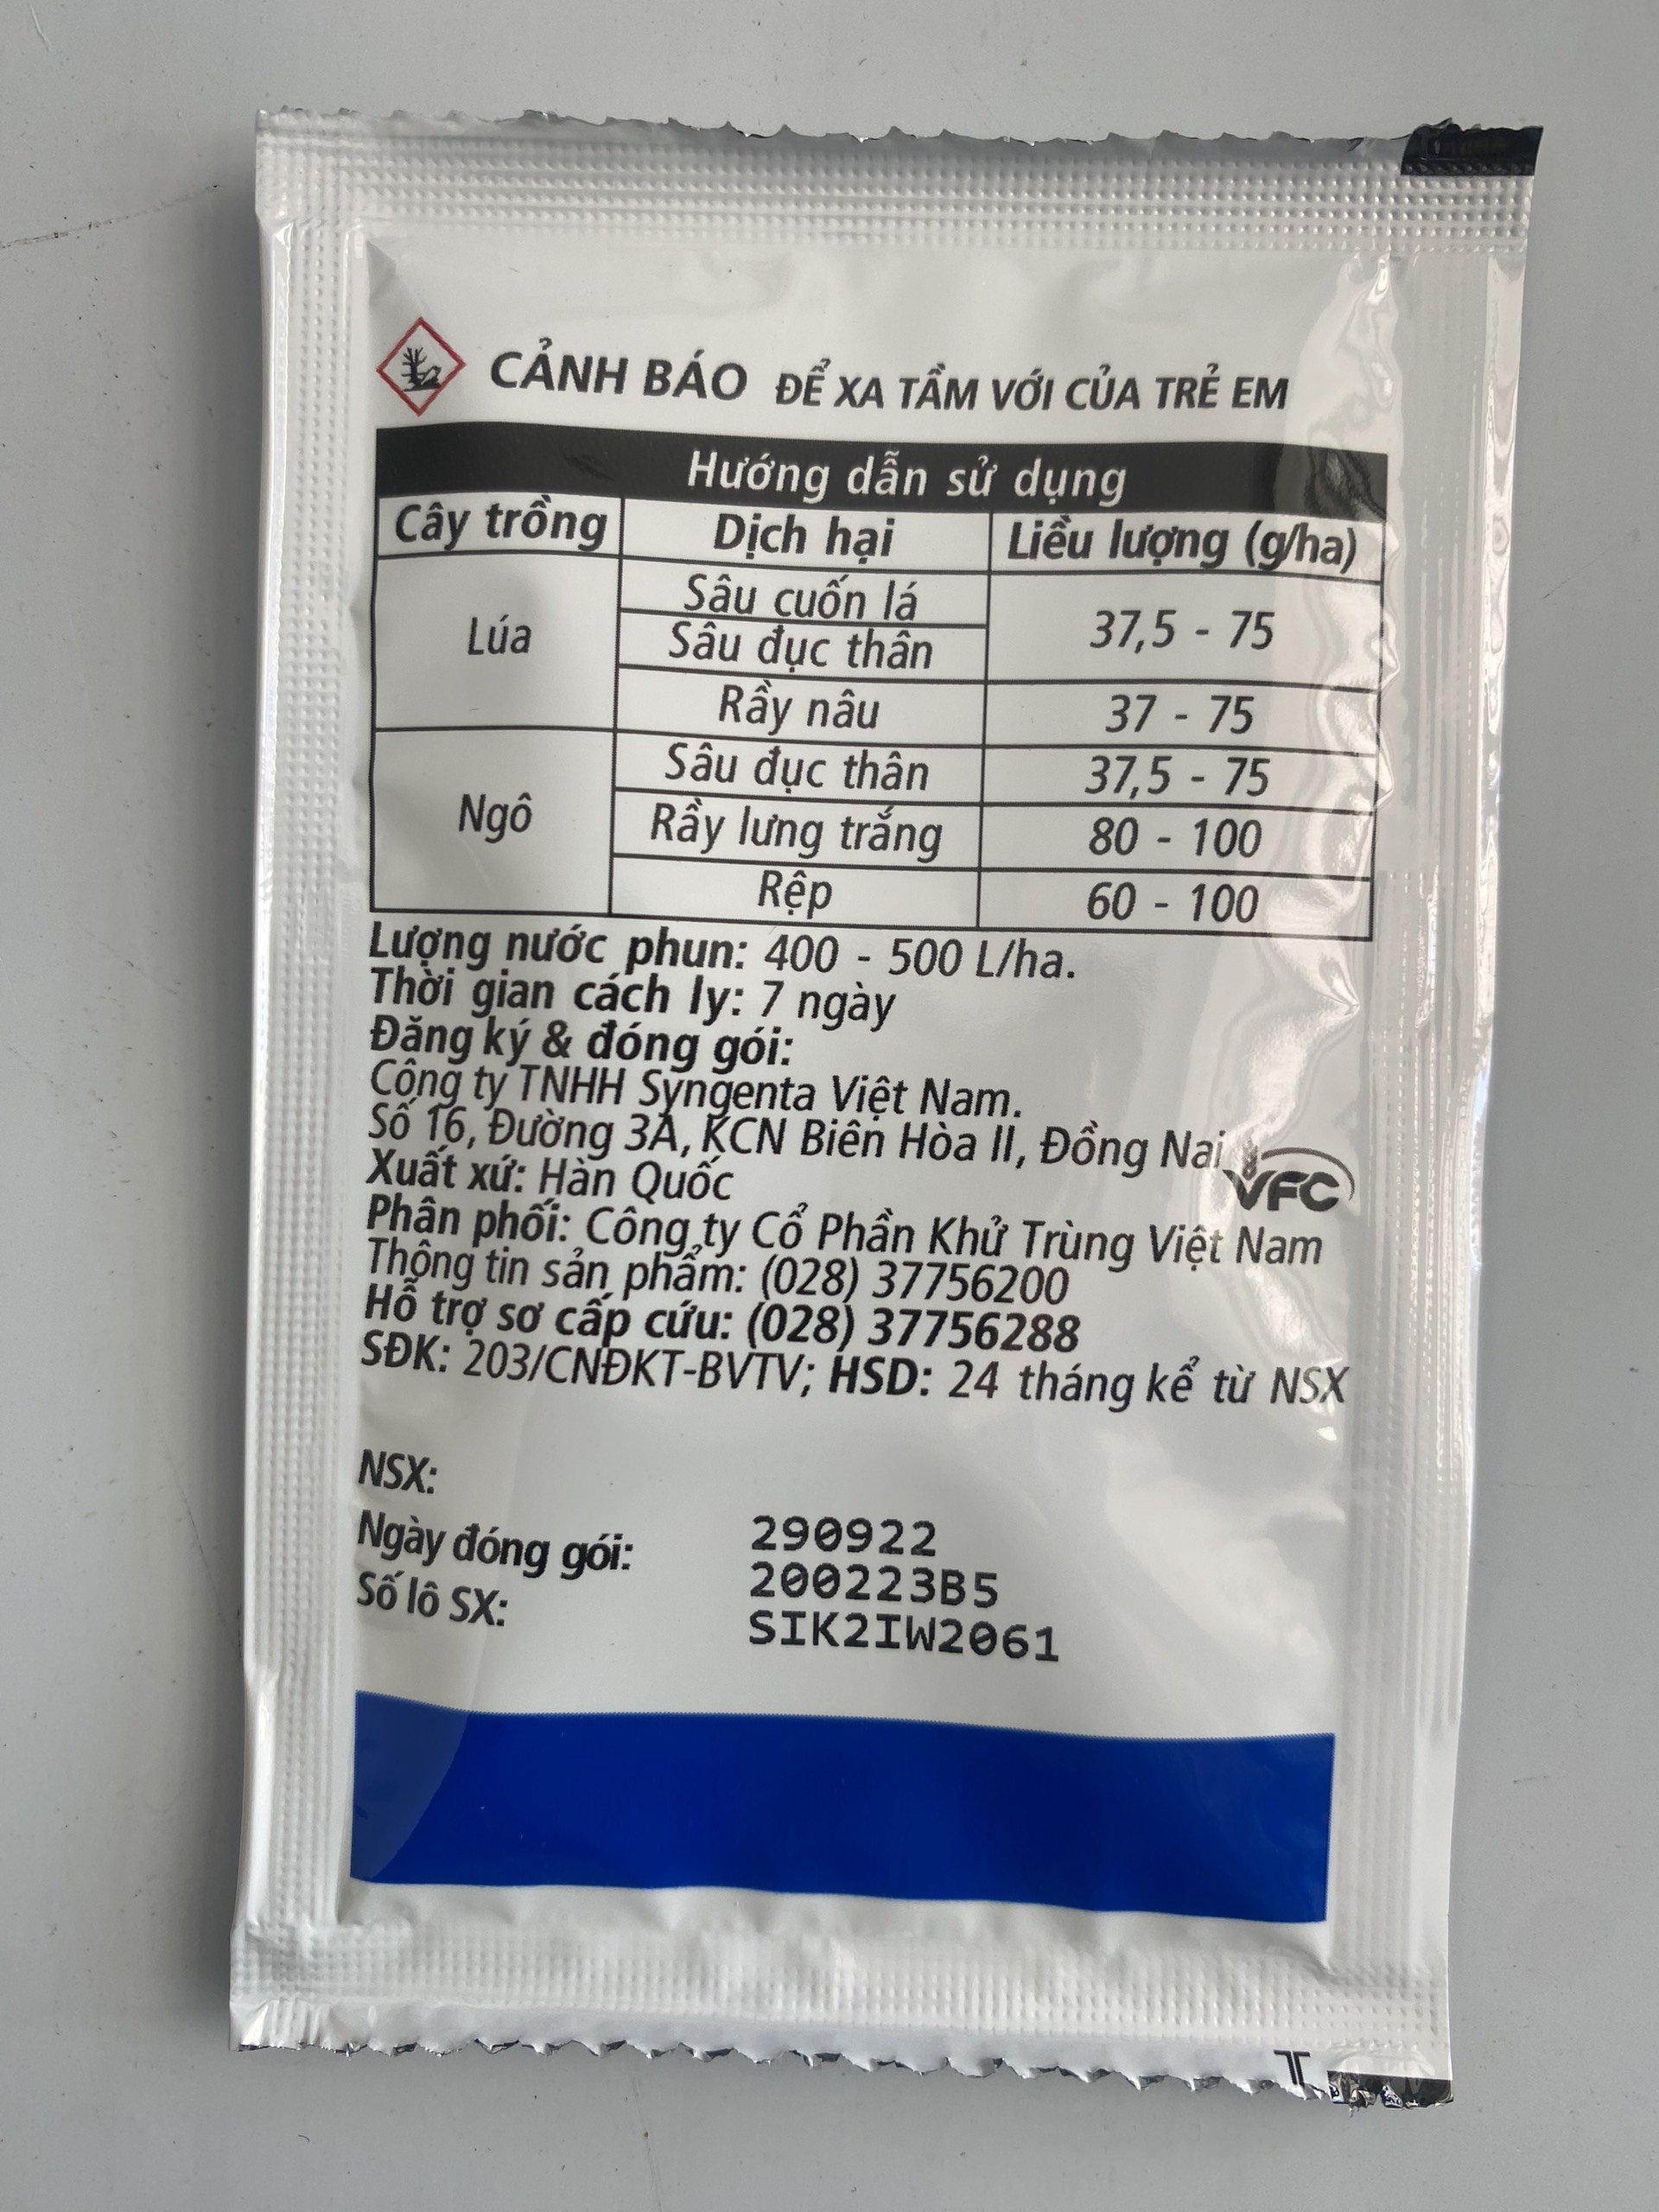 CẢNH BÁO ĐỂ XA TẦM VỚI CỦA TRẺ EM
Hướng dẫn sử dụng
Cây trồng Dịch hại Liều lượng (g/ha)
Lúa
Sâu cuốn lá
Sâu đục thân
37,5 - 75
Rầy nâu 37 - 75
Ngô
Sâu đục thân 37,5 - 75
Rầy lưng trắng 80 - 100
Rệp 60 - 100
Lượng nước phun: 400 - 500 L/ha.
Thời gian cách ly: 7 ngày
Đăng ký & đóng gói:
Công ty TNHH Syngenta Việt Nam.
Số 16, Đường 3A, KCN Biên Hòa II, Đồng Nai
VFC
Xuất xứ: Hàn Quốc
Phân phối: Công ty Cổ Phần Khử Trùng Việt Nam
Thông tin sản phẩm: (028) 37756200
Hỗ trợ sơ cấp cứu: (028) 37756288
SĐK: 203/CNĐKT-BVTV; HSD: 24 tháng kể từ NSX
NSX: 290922
Ngày đóng gói: 200223B5
Số lô SX: SIK2IW2061